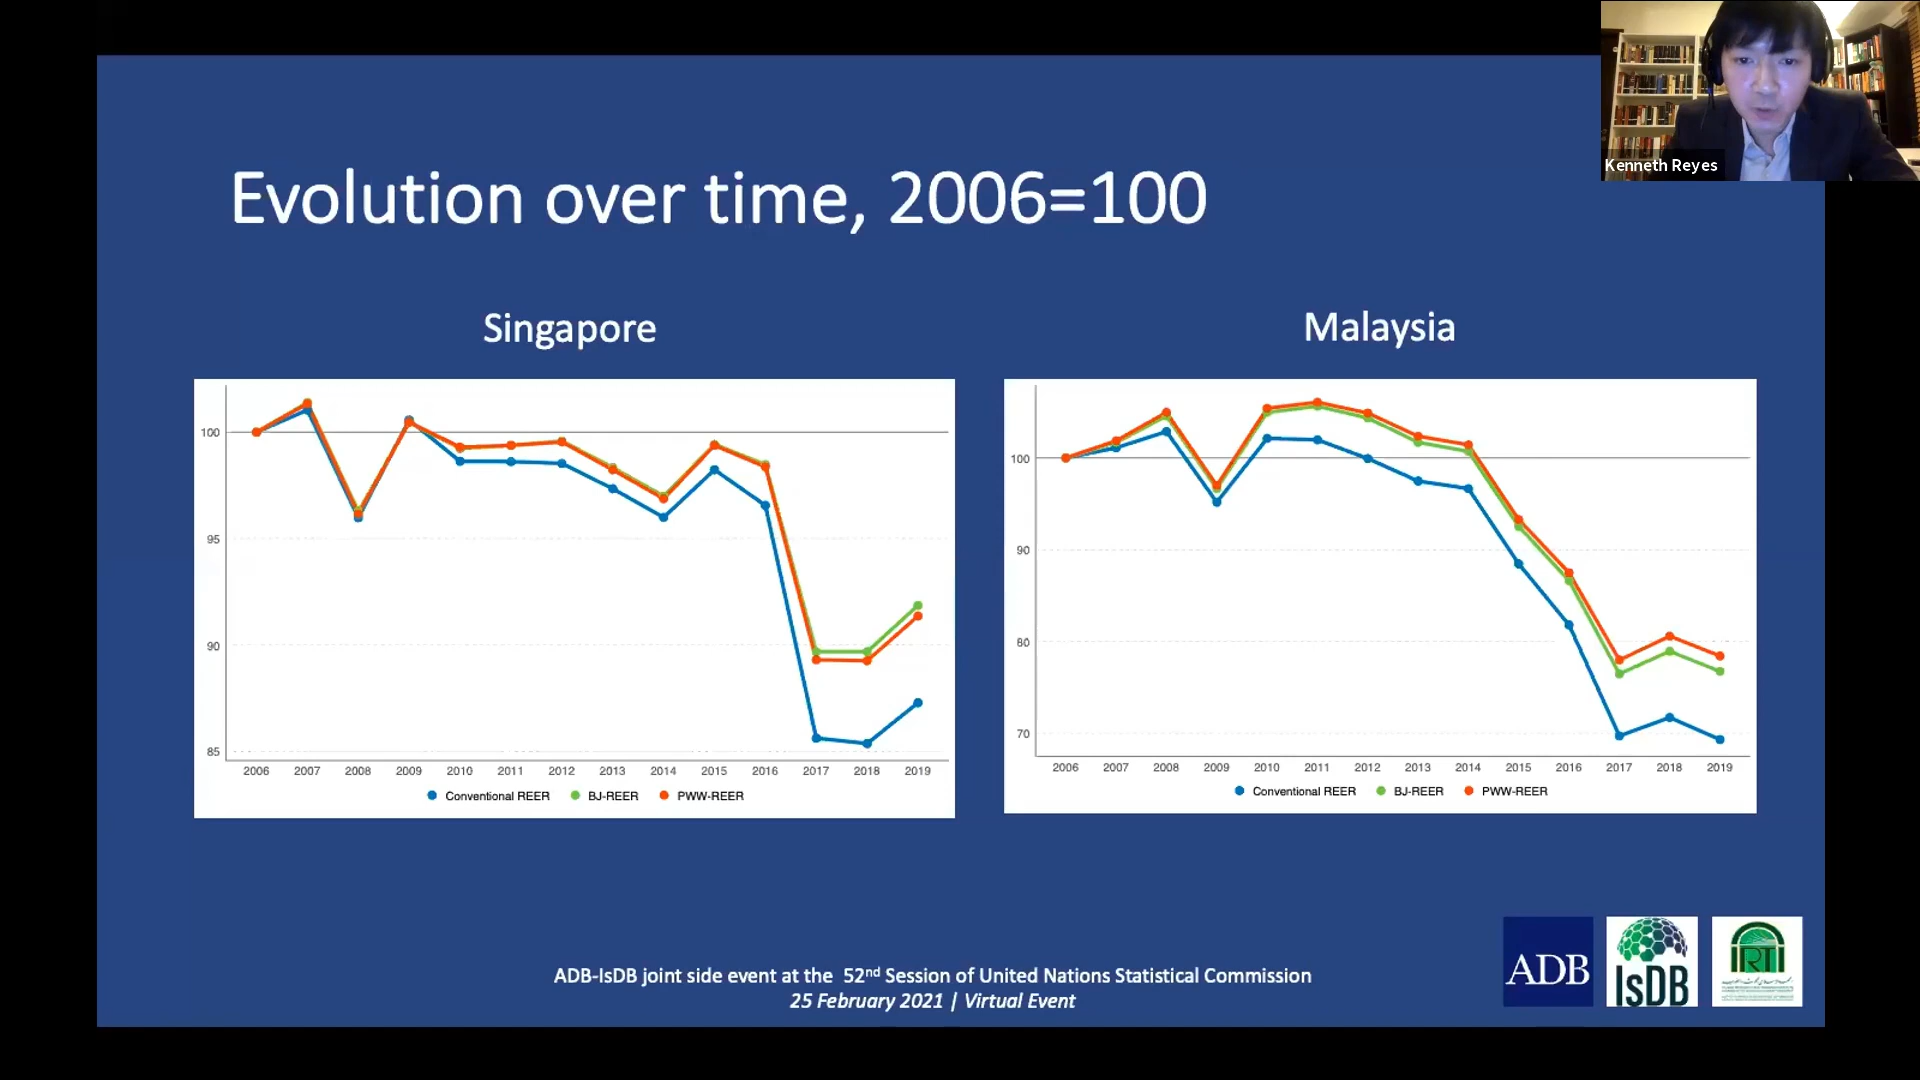 Kenneth Reyes
Evolution over time, 2006=100
Singapore
Malaysia
100
95
90
85
2006 2007 2008 2009 2010 2011 2012 2013 2014 2015 2016 2017 2018 2019
Conventional REER BJ-REER PWW-REER
100
90
80
70
2006 2007 2008 2009 2010 2011 2012 2013 2014 2015 2016 2017 2018 2019
Conventional REER BJ-REER PWW-REER
ADB-IsDB joint side event at the 52nd Session of United Nations Statistical Commission
25 February 2021 | Virtual Event
ADB
IsDB
IRTI